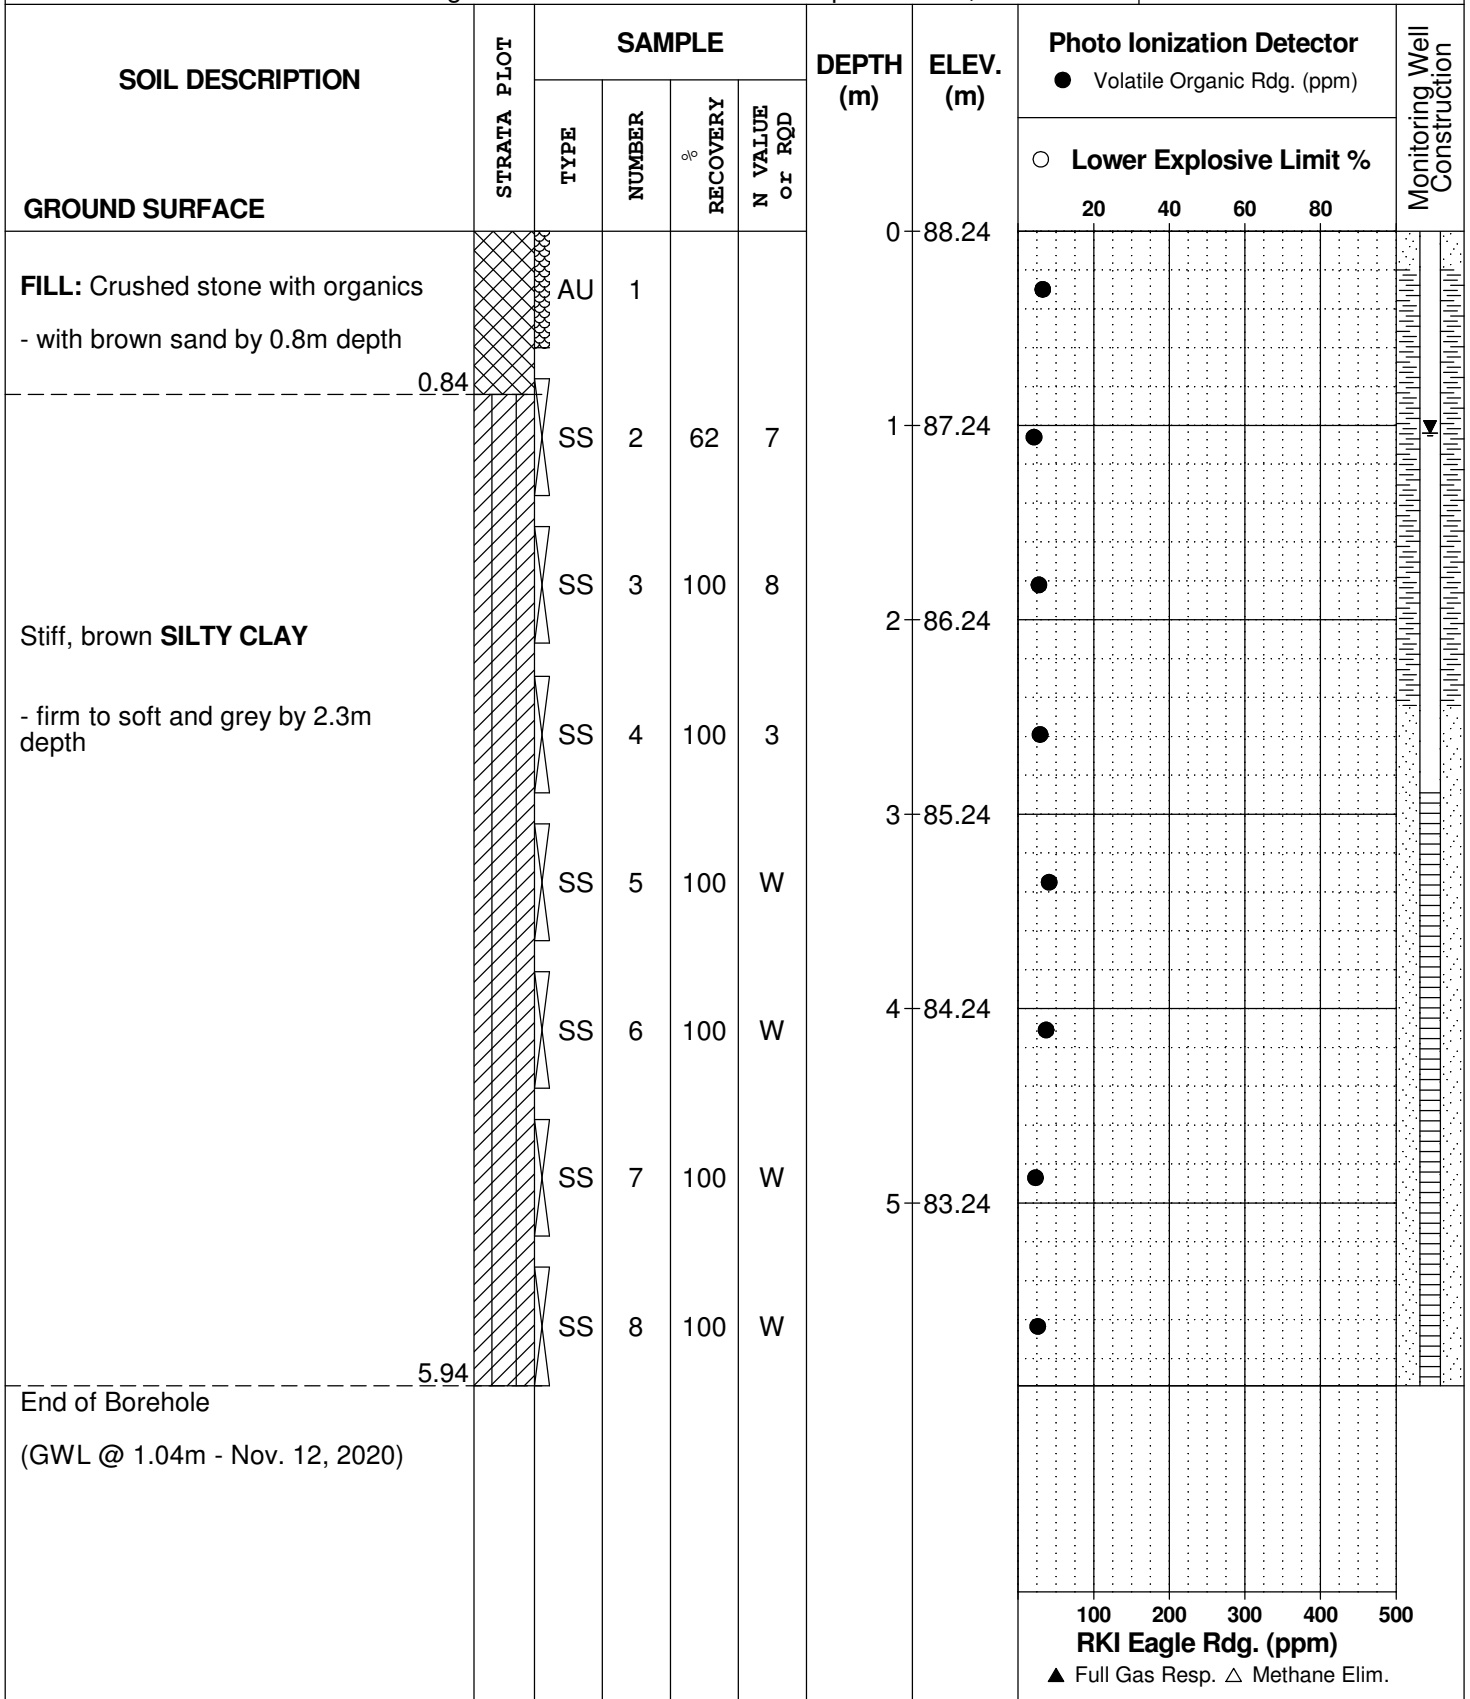 SOIL DESCRIPTION
GROUND SURFACE
STRATA PLOT
SAMPLE
TYPE
NUMBER
%
RECOVERY
N VALUE
or RQD
DEPTH
(m)
ELEV.
(m)
Photo Ionization Detector
● Volatile Organic Rdg. (ppm)
○ Lower Explosive Limit %
20 40 60 80
Monitoring Well
Construction
0 88.24
FILL: Crushed stone with organics
AU 1
- with brown sand by 0.8m depth
0.84
1 87.24
SS 2 62 7
SS 3 100 8
2 86.24
Stiff, brown SILTY CLAY
- firm to soft and grey by 2.3m
depth
SS 4 100 3
3 85.24
SS 5 100 W
4 84.24
SS 6 100 W
SS 7 100 W
5 83.24
SS 8 100 W
5.94
End of Borehole
(GWL @ 1.04m - Nov. 12, 2020)
100 200 300 400 500
RKI Eagle Rdg. (ppm)
▲ Full Gas Resp. △ Methane Elim.